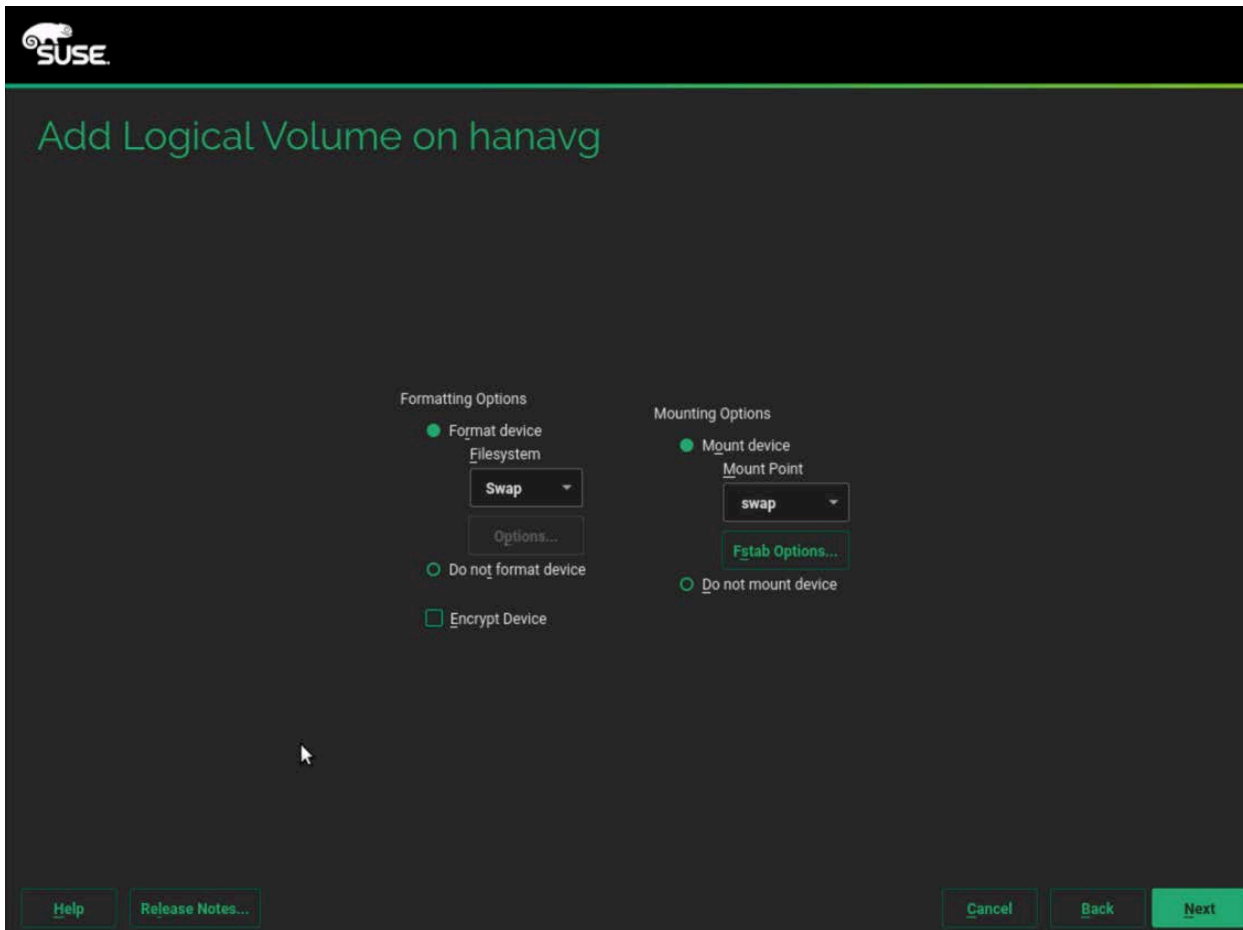 SUSE.
Add Logical Volume on hanavg
Formatting Options
Format device
Filesystem
Swap
Options...
Do not format device
Encrypt Device
Mounting Options
Mount device
Mount Point
swap
Fstab Options...
Do not mount device
Help
Release Notes...
Cancel
Back
Next